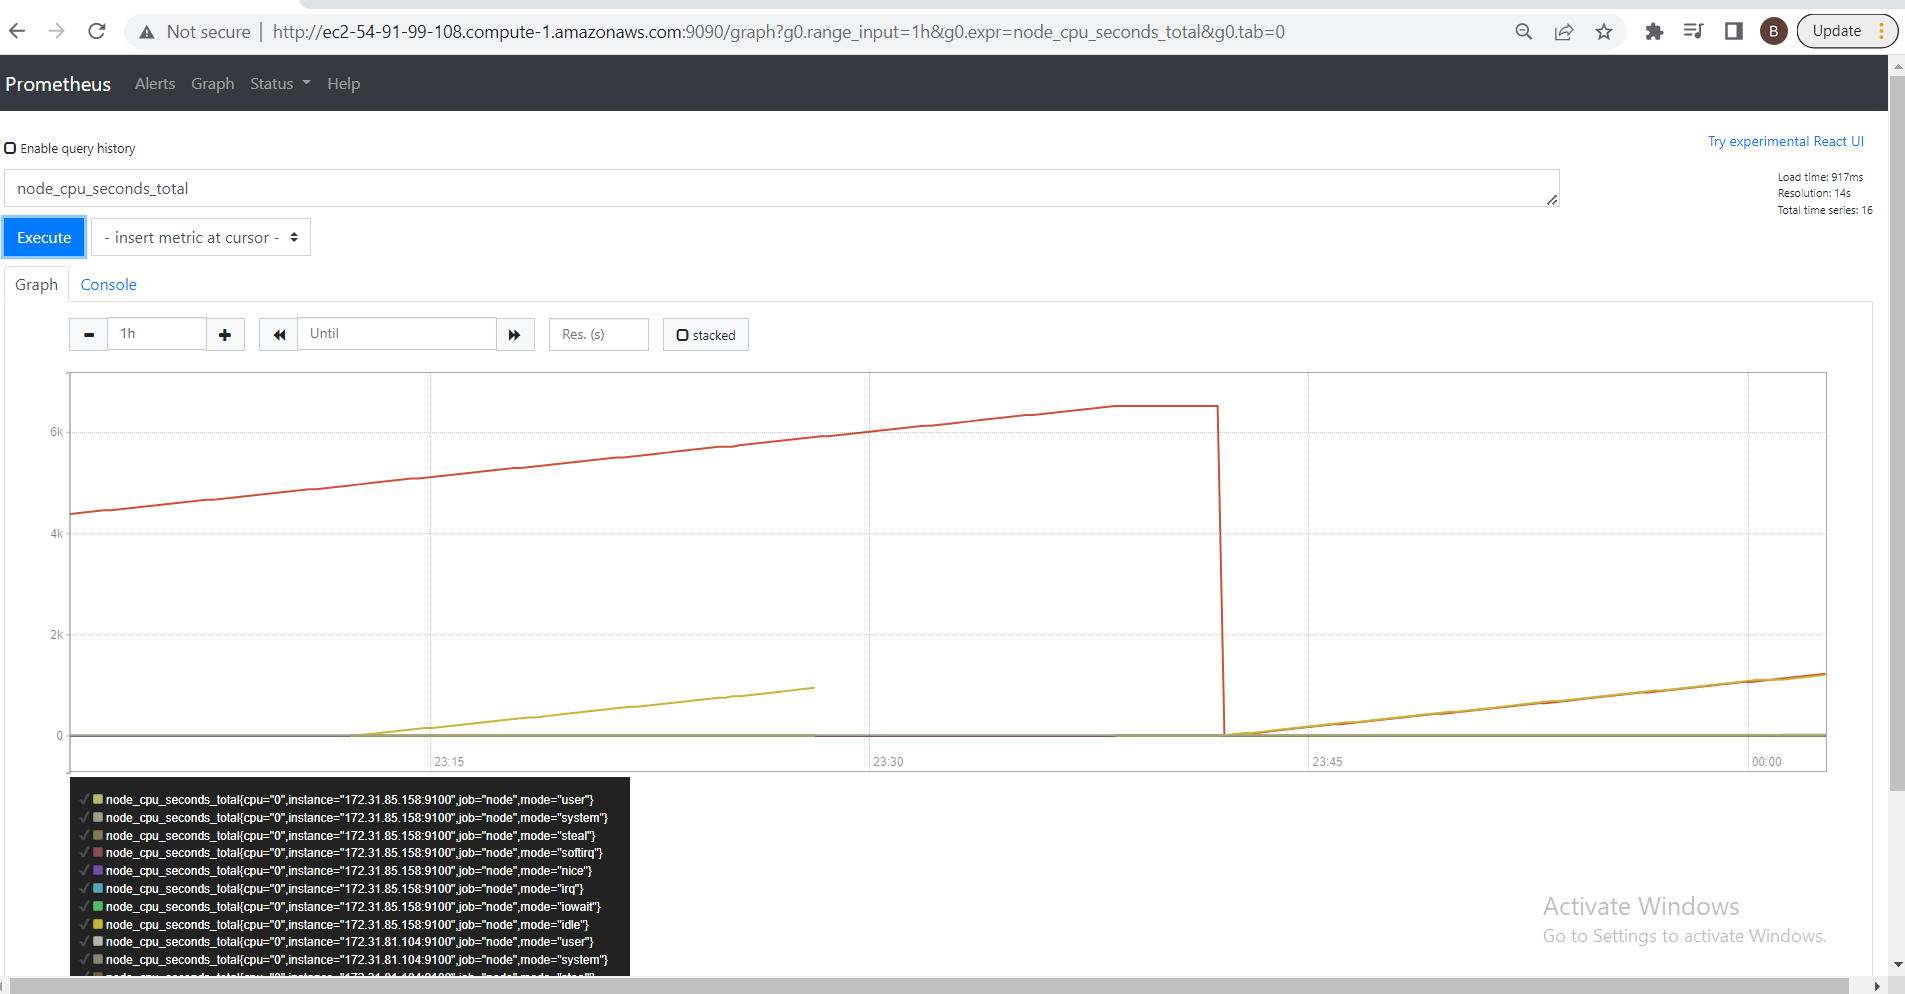 Not secure | http://ec2-54-91-99-108.compute-1.amazonaws.com:9090/graph?g0.range_input=1h&g0.expr=node_cpu_seconds_total&g0.tab=0
B
Update
Prometheus Alerts Graph Status Help
Enable query history
Try experimental React UI
node_cpu_seconds_total
Load time: 917ms
Resolution: 14s
Total time series: 16
Execute
- insert metric at cursor -
Graph Console
1h
Until
Res. (s)
stacked
6k
4k
2k
0
23:15 23:30 23:45 00:00
node_cpu_seconds_total{cpu="0",instance="172.31.85.158:9100",job="node",mode="user"}
node_cpu_seconds_total{cpu="0",instance="172.31.85.158:9100",job="node",mode="system"}
node_cpu_seconds_total{cpu="0",instance="172.31.85.158:9100",job="node",mode="steal"}
node_cpu_seconds_total{cpu="0",instance="172.31.85.158:9100",job="node",mode="softirq"}
node_cpu_seconds_total{cpu="0",instance="172.31.85.158:9100",job="node",mode="nice"}
node_cpu_seconds_total{cpu="0",instance="172.31.85.158:9100",job="node",mode="irq"}
node_cpu_seconds_total{cpu="0",instance="172.31.85.158:9100",job="node",mode="iowait"}
node_cpu_seconds_total{cpu="0",instance="172.31.85.158:9100",job="node",mode="idle"}
node_cpu_seconds_total{cpu="0",instance="172.31.81.104:9100",job="node",mode="user"}
node_cpu_seconds_total{cpu="0",instance="172.31.81.104:9100",job="node",mode="system"}
Activate Windows
Go to Settings to activate Windows.